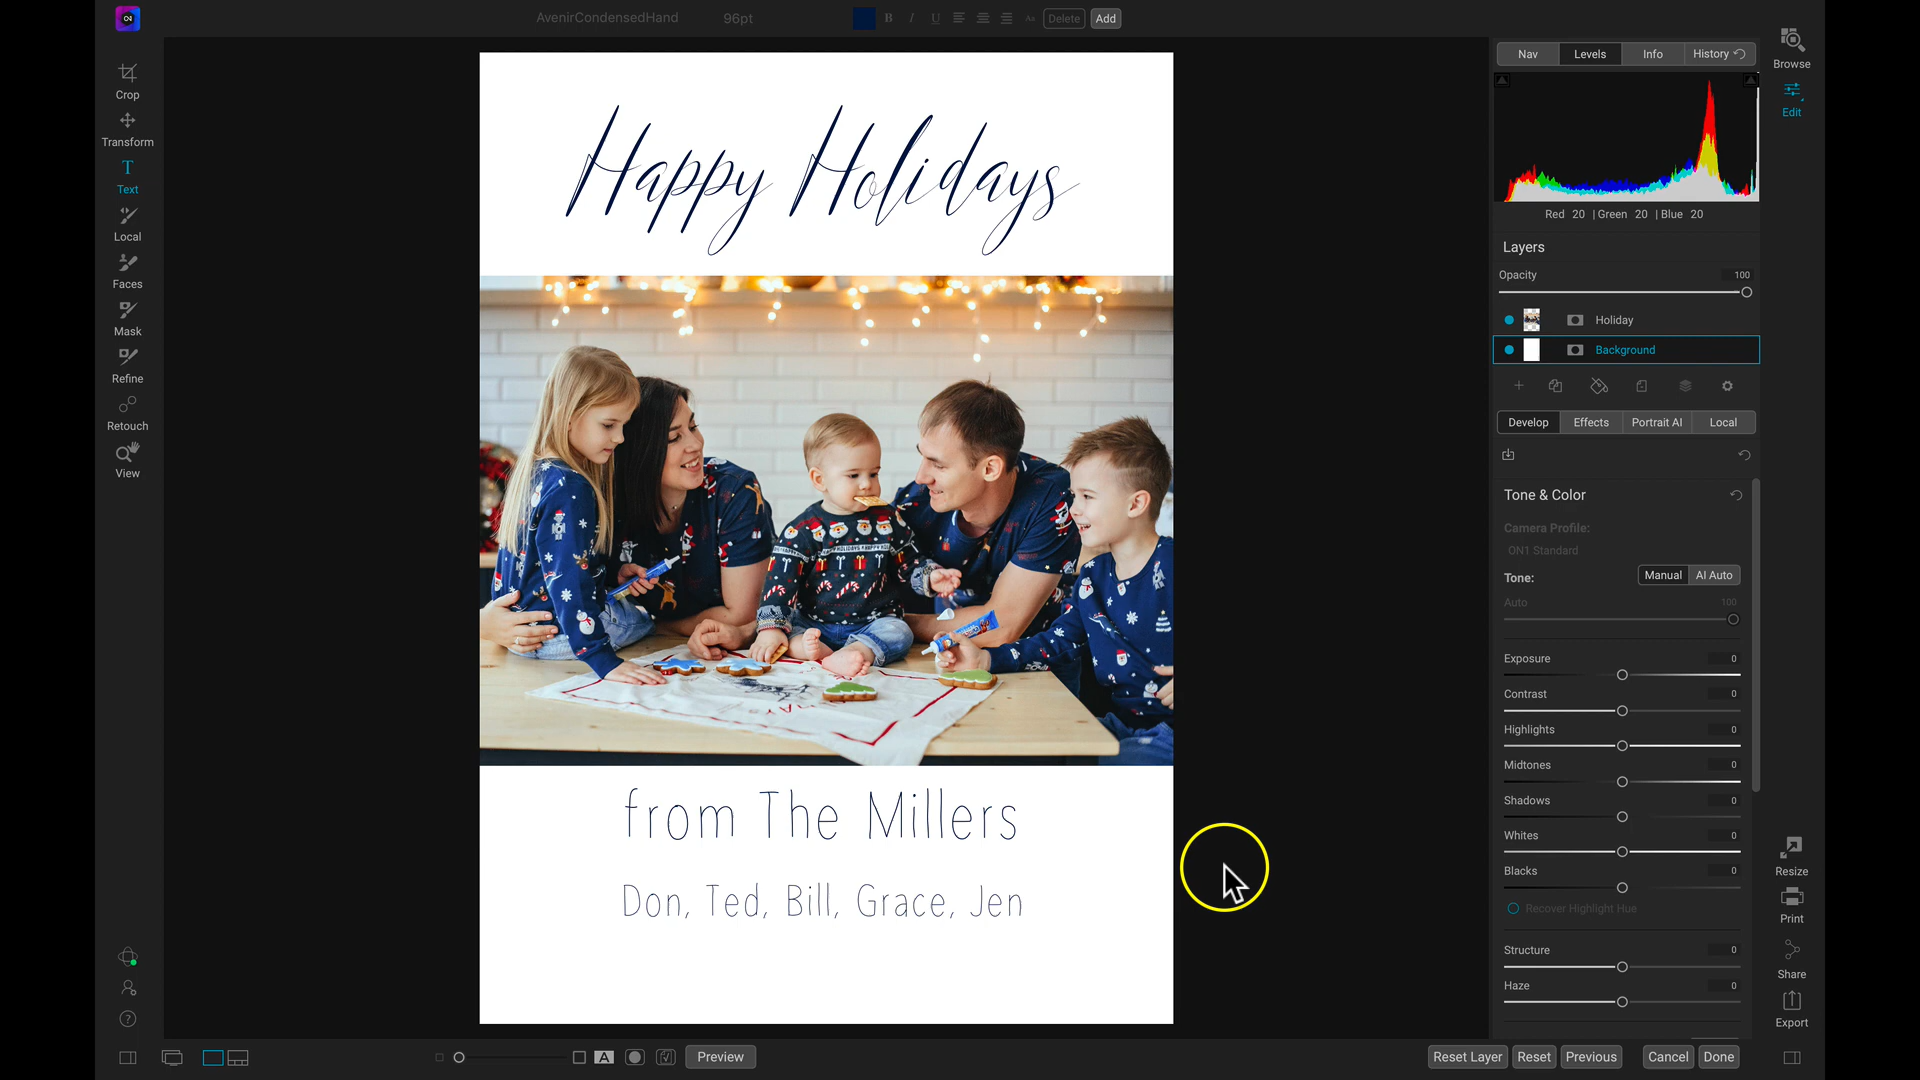 AvenirCondensedHand 96pt B I U Aa Delete Add
Nav Levels Info History
Browse
Edit
Crop
Transform
T
Text
Local
Faces
Mask
Refine
Retouch
View
Red 20 | Green 20 | Blue 20
Layers
Opacity 100
Holiday
Background
Develop Effects Portrait AI Local
Tone & Color
Camera Profile:
ON1 Standard
Tone: Manual AI Auto
Auto 100
Exposure 0
Contrast 0
Highlights 0
Midtones 0
Shadows 0
Whites 0
Blacks 0
Recover Highlight Hue
Structure 0
Haze 0
Happy Holidays
from The Millers
Don, Ted, Bill, Grace, Jen
Resize
Print
Share
Export
?
A Preview
Reset Layer Reset Previous Cancel Done